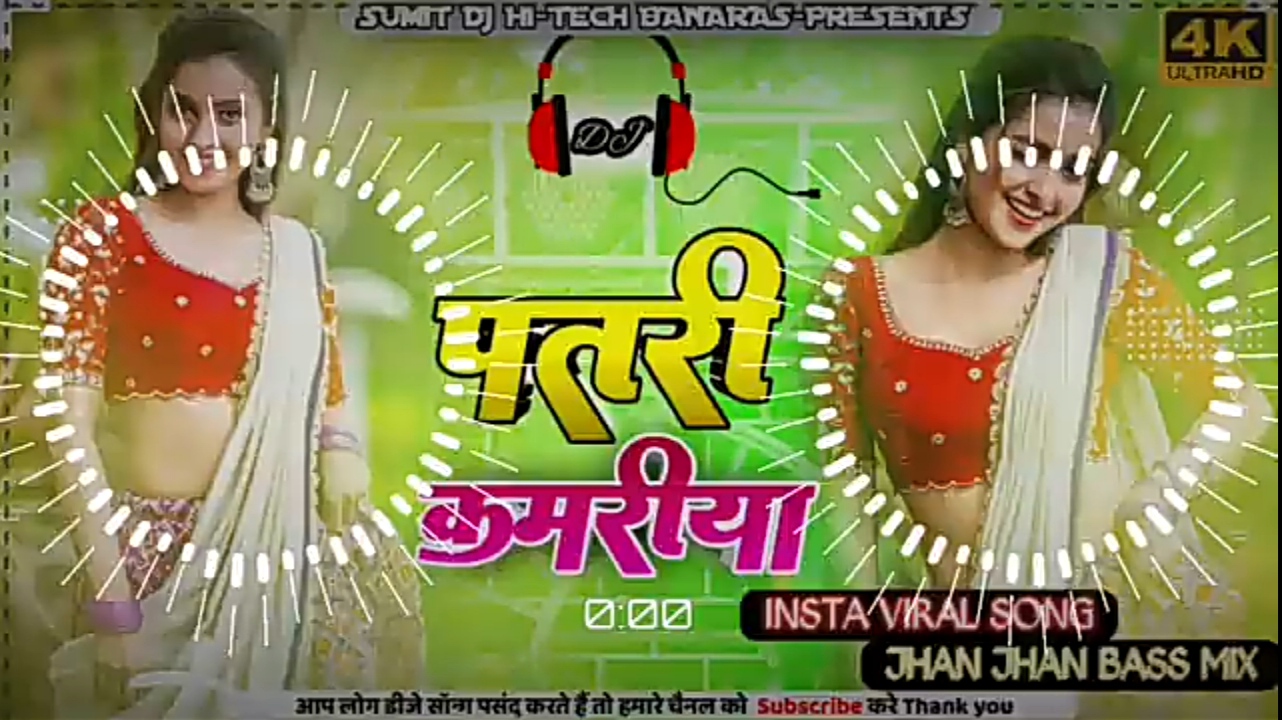 SUMIT DJ HI-TECH BANARAS-PRESENTS
4K
ULTRAHD
DJ
पतरी
कमरीया
0:00
INSTA VIRAL SONG
JHAN JHAN BASS MIX
आप लोग डीजे सॉन्ग पसंद करते हैं तो हमारे चैनल को Subscribe करे Thank you